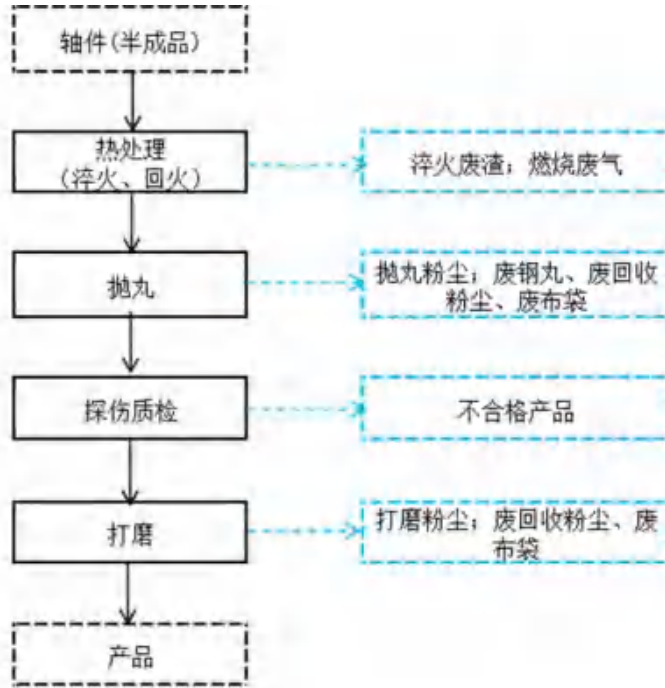 轴件(半成品)
热处理
(淬火、回火)
淬火废渣；燃烧废气
抛丸
抛丸粉尘；废钢丸、废回收
粉尘、废布袋
探伤质检
不合格产品
打磨
打磨粉尘；废回收粉尘、废
布袋
产品